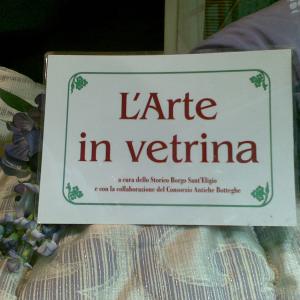 L'Arte
in vetrina
a cura dello Storico Borgo Sant'Eligio
e con la collaborazione del Consorzio Antiche Botteghe